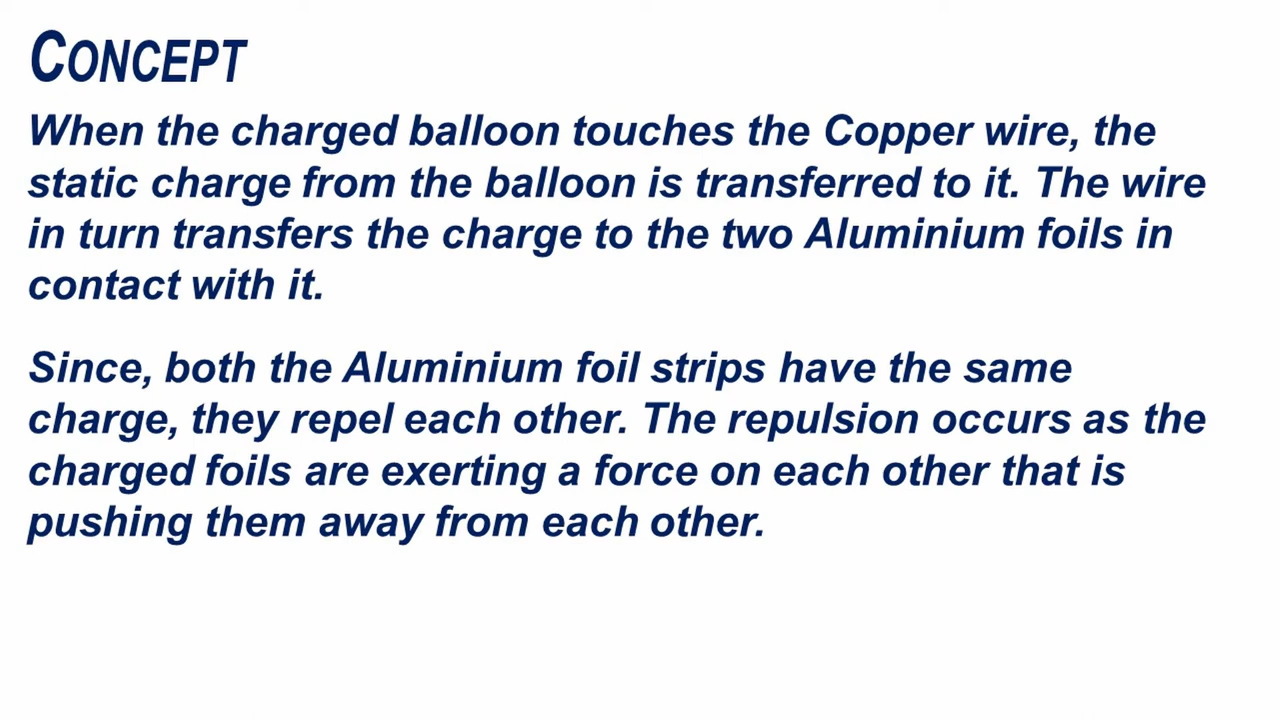 CONCEPT
When the charged balloon touches the Copper wire, the
static charge from the balloon is transferred to it. The wire
in turn transfers the charge to the two Aluminium foils in
contact with it.
Since, both the Aluminium foil strips have the same
charge, they repel each other. The repulsion occurs as the
charged foils are exerting a force on each other that is
pushing them away from each other.